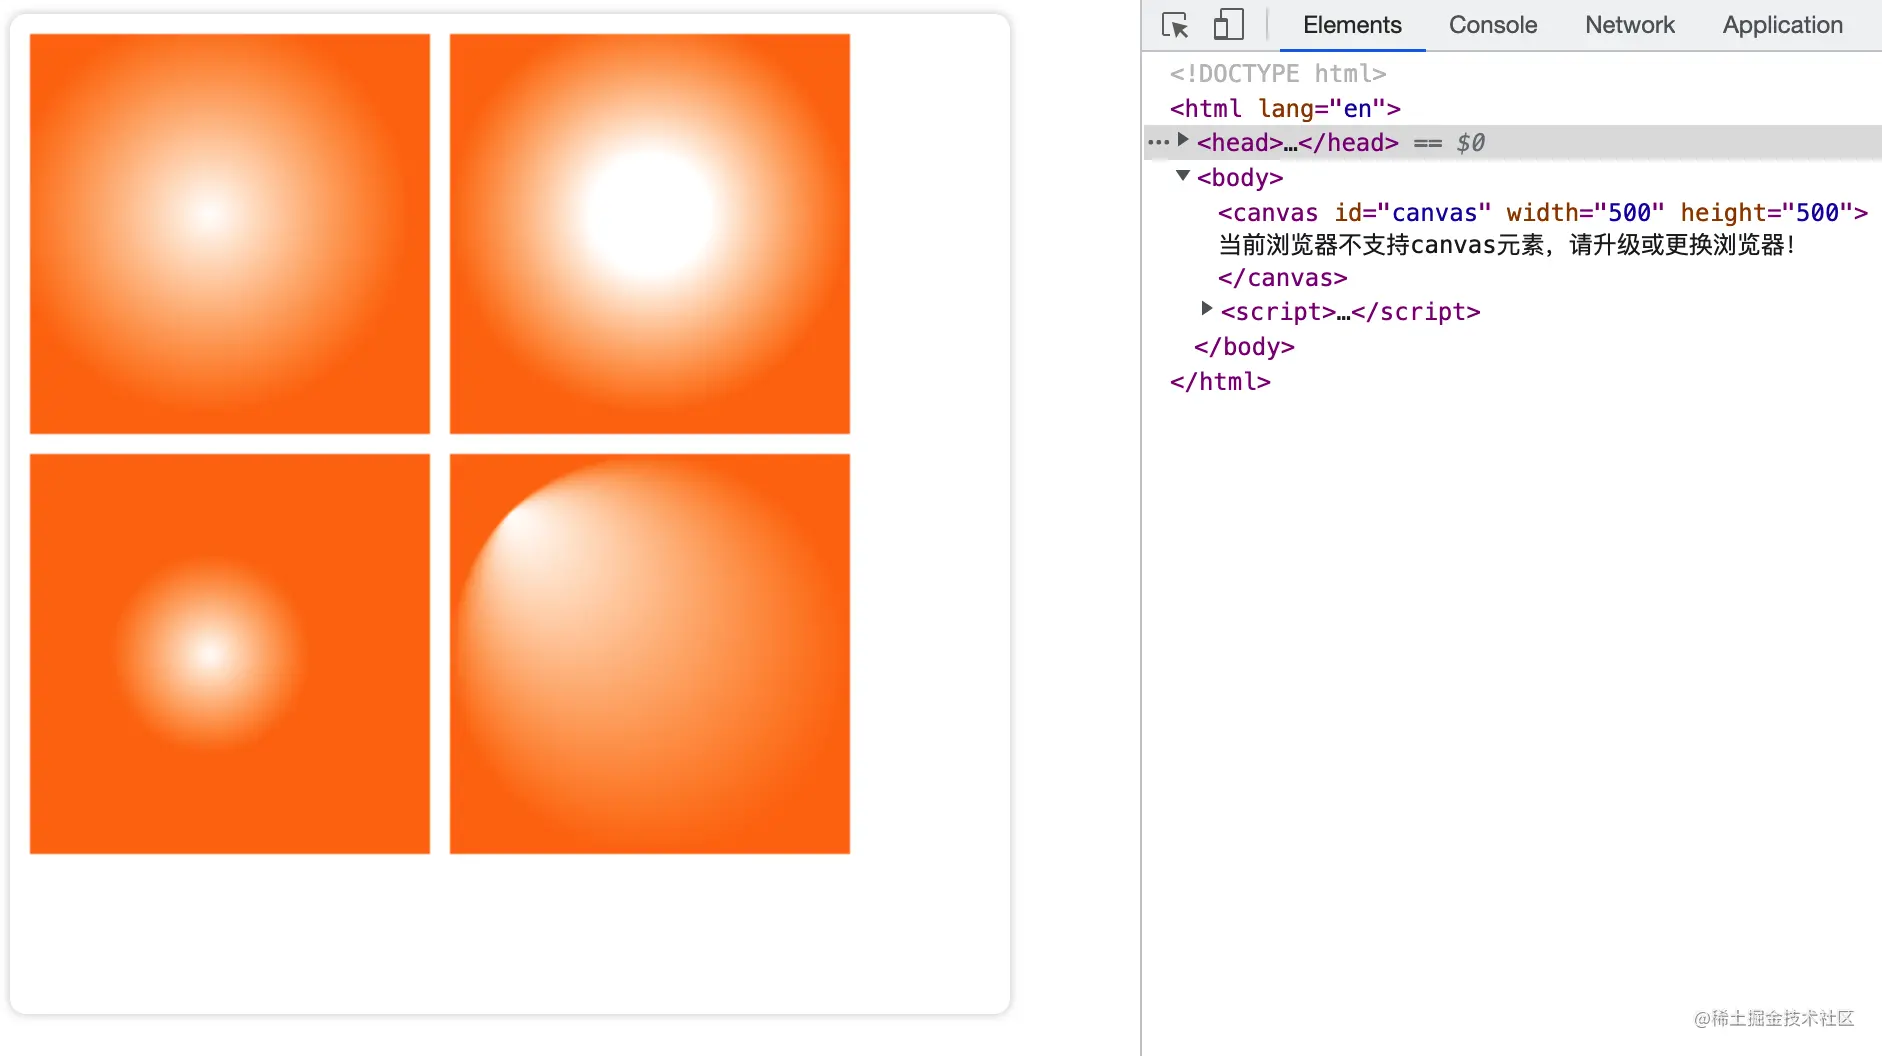 Elements Console Network Application
<!DOCTYPE html>
<html lang="en">
<head>…</head> == $0
<body>
<canvas id="canvas" width="500" height="500">
当前浏览器不支持canvas元素，请升级或更换浏览器！
</canvas>
<script>…</script>
</body>
</html>
@稀土掘金技术社区